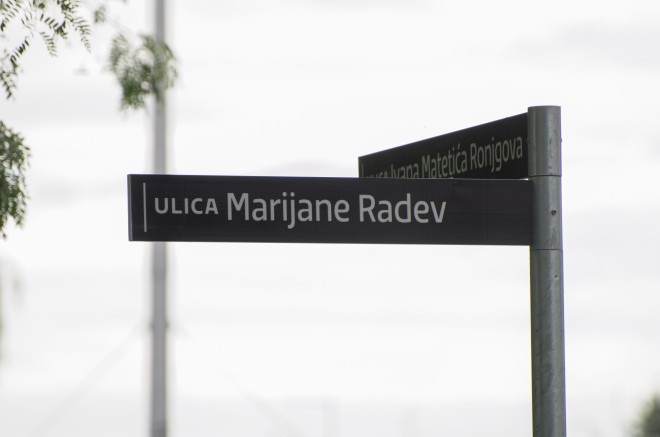 ULICA Marijane Radev
Ivana Matetića Ronjgova